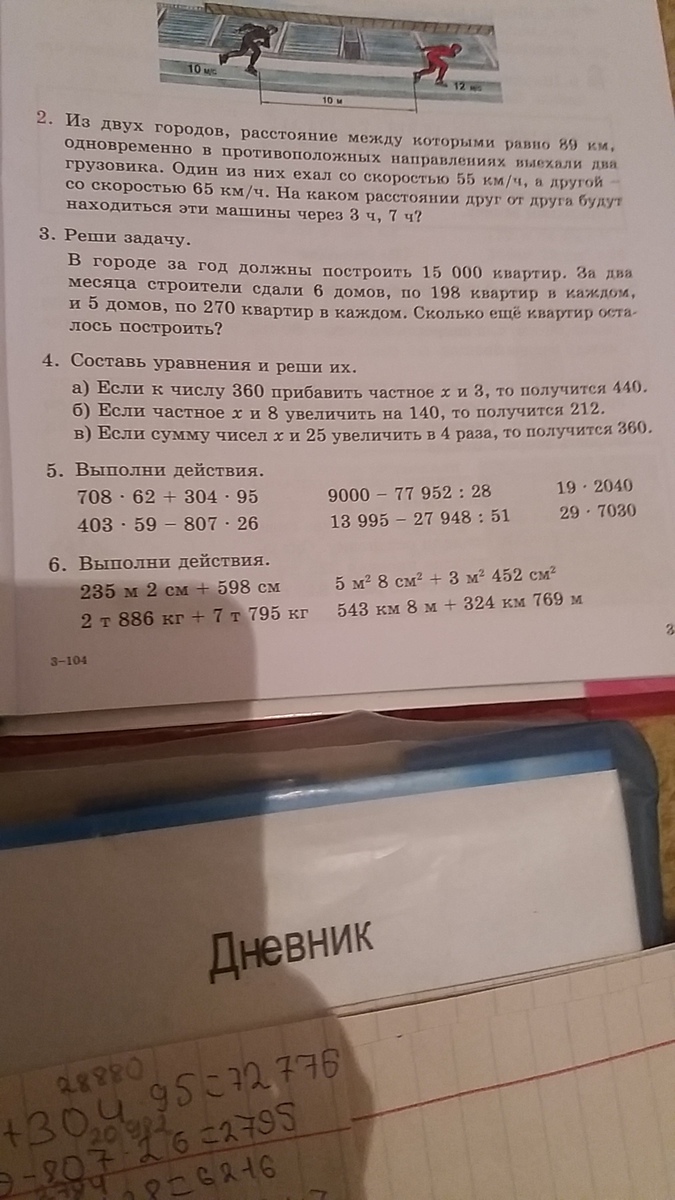 10 м/с
12 м/с
10 м
2. Из двух городов, расстояние между которыми равно 89 км,
одновременно в противоположных направлениях выехали два
грузовика. Один из них ехал со скоростью 55 км/ч, а другой –
со скоростью 65 км/ч. На каком расстоянии друг от друга будут
находиться эти машины через 3 ч, 7 ч?
3. Реши задачу.
В городе за год должны построить 15 000 квартир. За два
месяца строители сдали 6 домов, по 198 квартир в каждом,
и 5 домов, по 270 квартир в каждом. Сколько ещё квартир оста-
лось построить?
4. Составь уравнения и реши их.
а) Если к числу 360 прибавить частное x и 3, то получится 440.
б) Если частное x и 8 увеличить на 140, то получится 212.
в) Если сумму чисел x и 25 увеличить в 4 раза, то получится 360.
5. Выполни действия.
708 · 62 + 304 · 95 9000 – 77 952 : 28 19 · 2040
403 · 59 – 807 · 26 13 995 – 27 948 : 51 29 · 7030
6. Выполни действия.
235 м 2 см + 598 см 5 м² 8 см² + 3 м² 452 см²
2 т 886 кг + 7 т 795 кг 543 км 8 м + 324 км 769 м
3–104
Дневник
28880
+304 95=72776
20982
–807·26=2795
28=6216